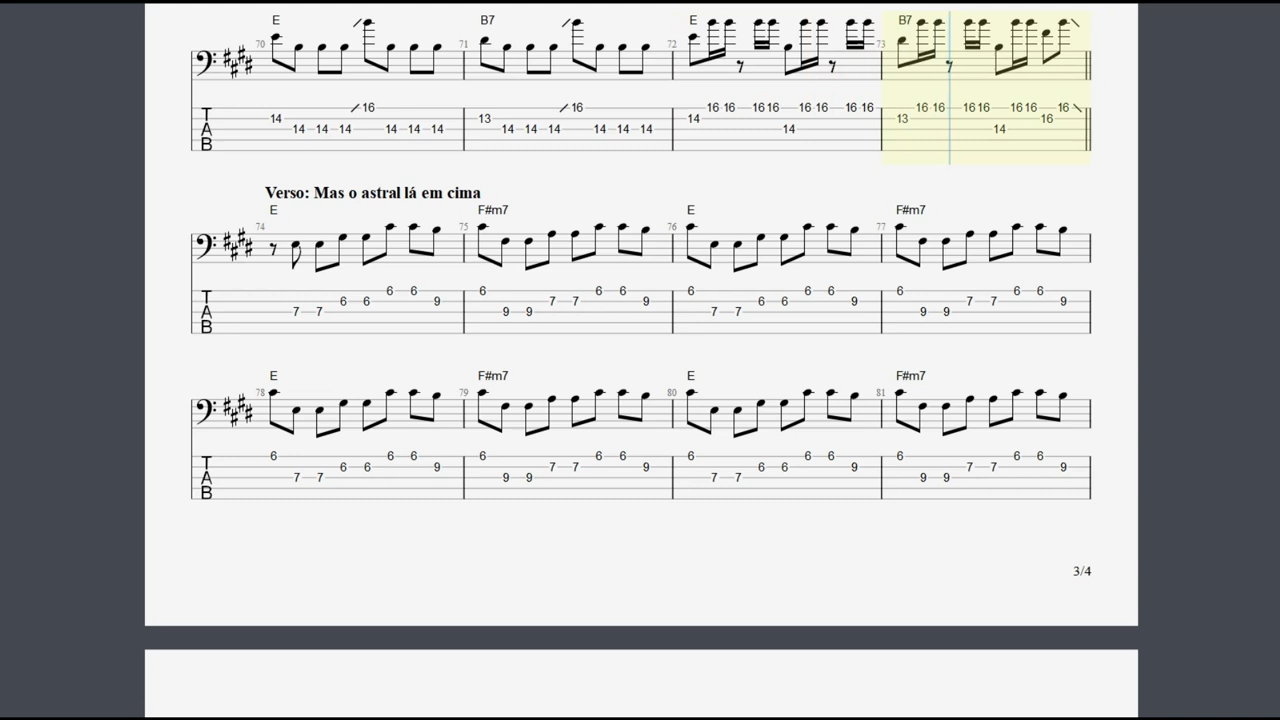 E B7 E B7
70 71 72 73
16 16 16 16 16 16 16 16 16 16 16 16 16 16 16 16 16
14 13 14 13 16
14 14 14 14 14 14 14 14 14 14 14 14 14 14
TAB
Verso: Mas o astral lá em cima
E F#m7 E F#m7
74 75 76 77
6 6 6 6 6 6 6 6 6 6 6
6 6 9 7 7 9 6 6 9 7 7 9
7 7 9 9 7 7 9 9
TAB
E F#m7 E F#m7
78 79 80 81
6 6 6 6 6 6 6 6 6 6 6 6
6 6 9 7 7 9 6 6 9 7 7 9
7 7 9 9 7 7 9 9
TAB
3/4